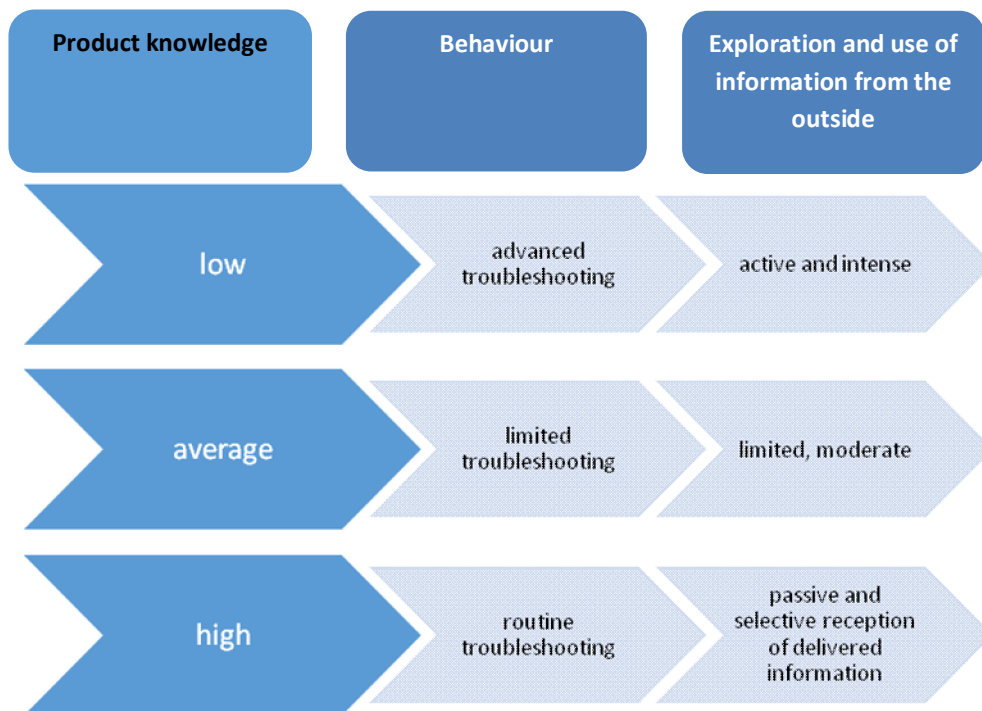 Product knowledge
Behaviour
Exploration and use of
information from the
outside
low
advanced
troubleshooting
active and intense
average
limited
troubleshooting
limited, moderate
high
routine
troubleshooting
passive and
selective reception
of delivered
information